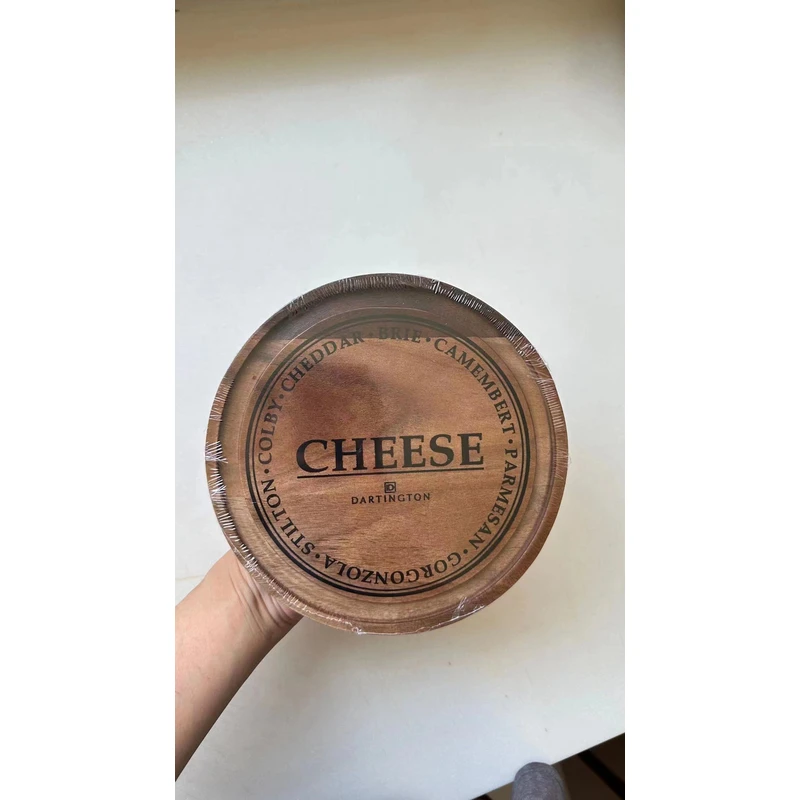 COLBY • CHEDDAR • BRIE • CAMEMBERT • PARMESAN • GORGONZOLA • STILTON •
CHEESE
D
DARTINGTON